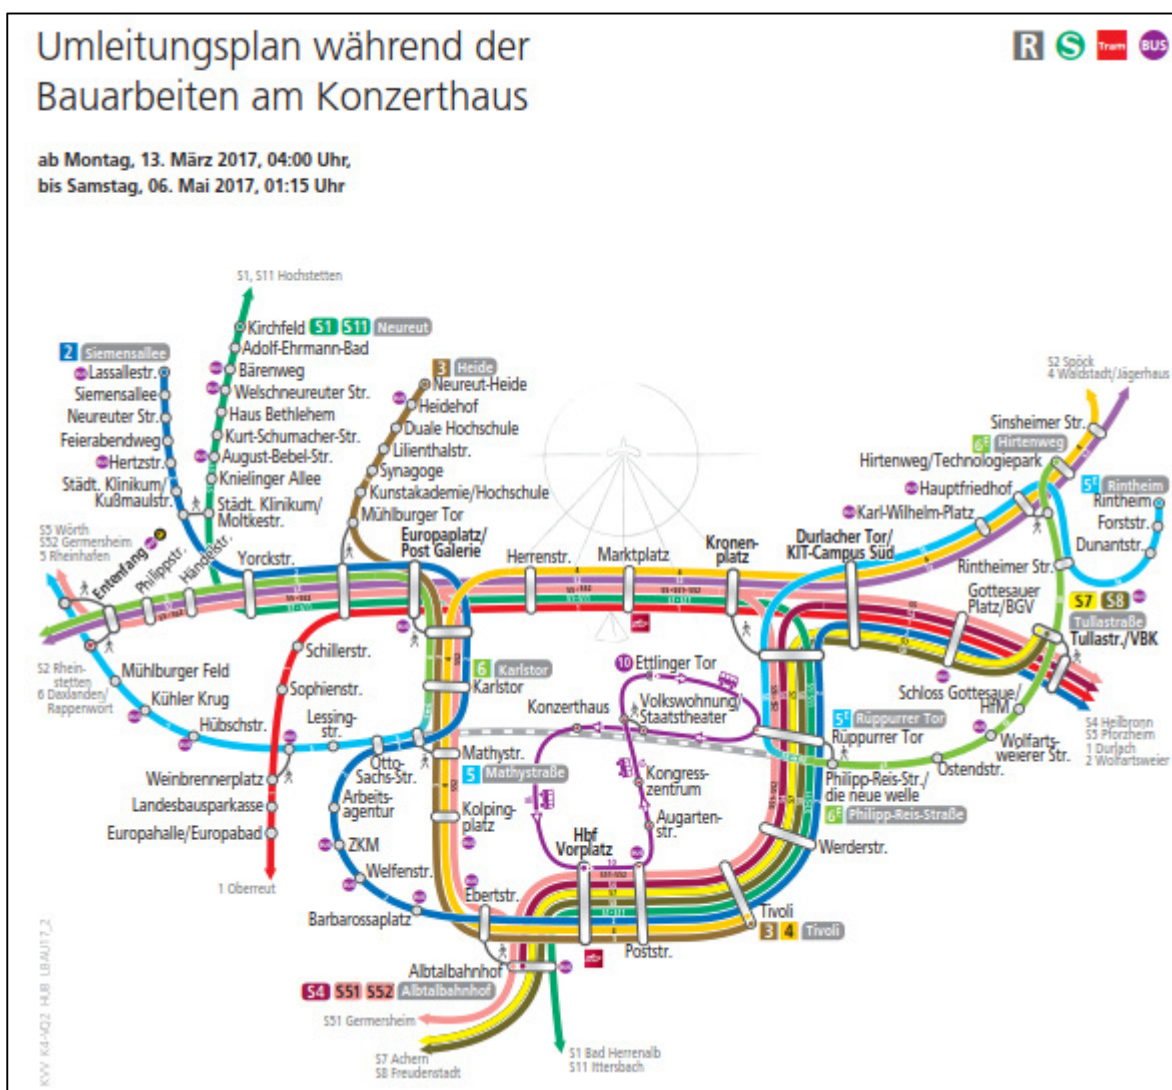 Umleitungsplan während der
Bauarbeiten am Konzerthaus
R S Tram BUS
ab Montag, 13. März 2017, 04:00 Uhr,
bis Samstag, 06. Mai 2017, 01:15 Uhr
S1, S11 Hochstetten
Kirchfeld S1 S11 Neureut
Adolf-Ehrmann-Bad
Bärenweg
Welschneureuter Str.
Haus Bethlehem
Kurt-Schumacher-Str.
August-Bebel-Str.
Knielinger Allee
Städt. Klinikum/
Moltkestr.
2 Siemensallee
Lassallestr.
Siemensallee
Neureuter Str.
Feierabendweg
Hertzstr.
Städt. Klinikum/
Kußmaulstr.
3 Heide
Neureut-Heide
Heidehof
Duale Hochschule
Lilienthalstr.
Synagoge
Kunstakademie/Hochschule
Mühlburger Tor
S2 Spöck
4 Waldstadt/Jägerhaus
Sinsheimer Str.
6E Hirtenweg
Hirtenweg/Technologiepark
Hauptfriedhof
Karl-Wilhelm-Platz
5E Rintheim
Rintheim
Forststr.
Dunantstr.
Rintheimer Str.
S5 Wörth
S52 Germersheim
5 Rheinhafen
Entenfang
Philippstr.
Händelstr.
Yorckstr.
Europaplatz/
Post Galerie
Herrenstr.
Marktplatz
Kronen-
platz
Durlacher Tor/
KIT-Campus Süd
Gottesauer
Platz/BGV
S7 S8
Tullastraße
Tullastr./VBK
S2 Rhein-
stetten
6 Daxlanden/
Rappenwört
Mühlburger Feld
Kühler Krug
Hübschstr.
Schillerstr.
Sophienstr.
Lessing-
str.
Weinbrennerplatz
Landesbausparkasse
Europahalle/Europabad
1 Oberreut
Otto-
Sachs-Str.
Arbeits-
agentur
ZKM
Welfenstr.
Barbarossaplatz
6 Karlstor
Karlstor
Mathystr.
5 Mathystraße
Kolping-
platz
Ebertstr.
10 Ettlinger Tor
Konzerthaus
Volkswohnung/
Staatstheater
Kongress-
zentrum
Augarten-
str.
Hbf
Vorplatz
Poststr.
5E Rüppurrer Tor
Rüppurrer Tor
Philipp-Reis-Str./
die neue welle
6E Philipp-Reis-Straße
Werderstr.
Tivoli
3 4 Tivoli
Schloss Gottesaue/
HfM
Wolfarts-
weierer Str.
Ostendstr.
S4 Heilbronn
S5 Pforzheim
1 Durlach
2 Wolfartsweier
Albtalbahnhof
S4 S51 S52 Albtalbahnhof
S51 Germersheim
S7 Achern
S8 Freudenstadt
S1 Bad Herrenalb
S11 Ittersbach